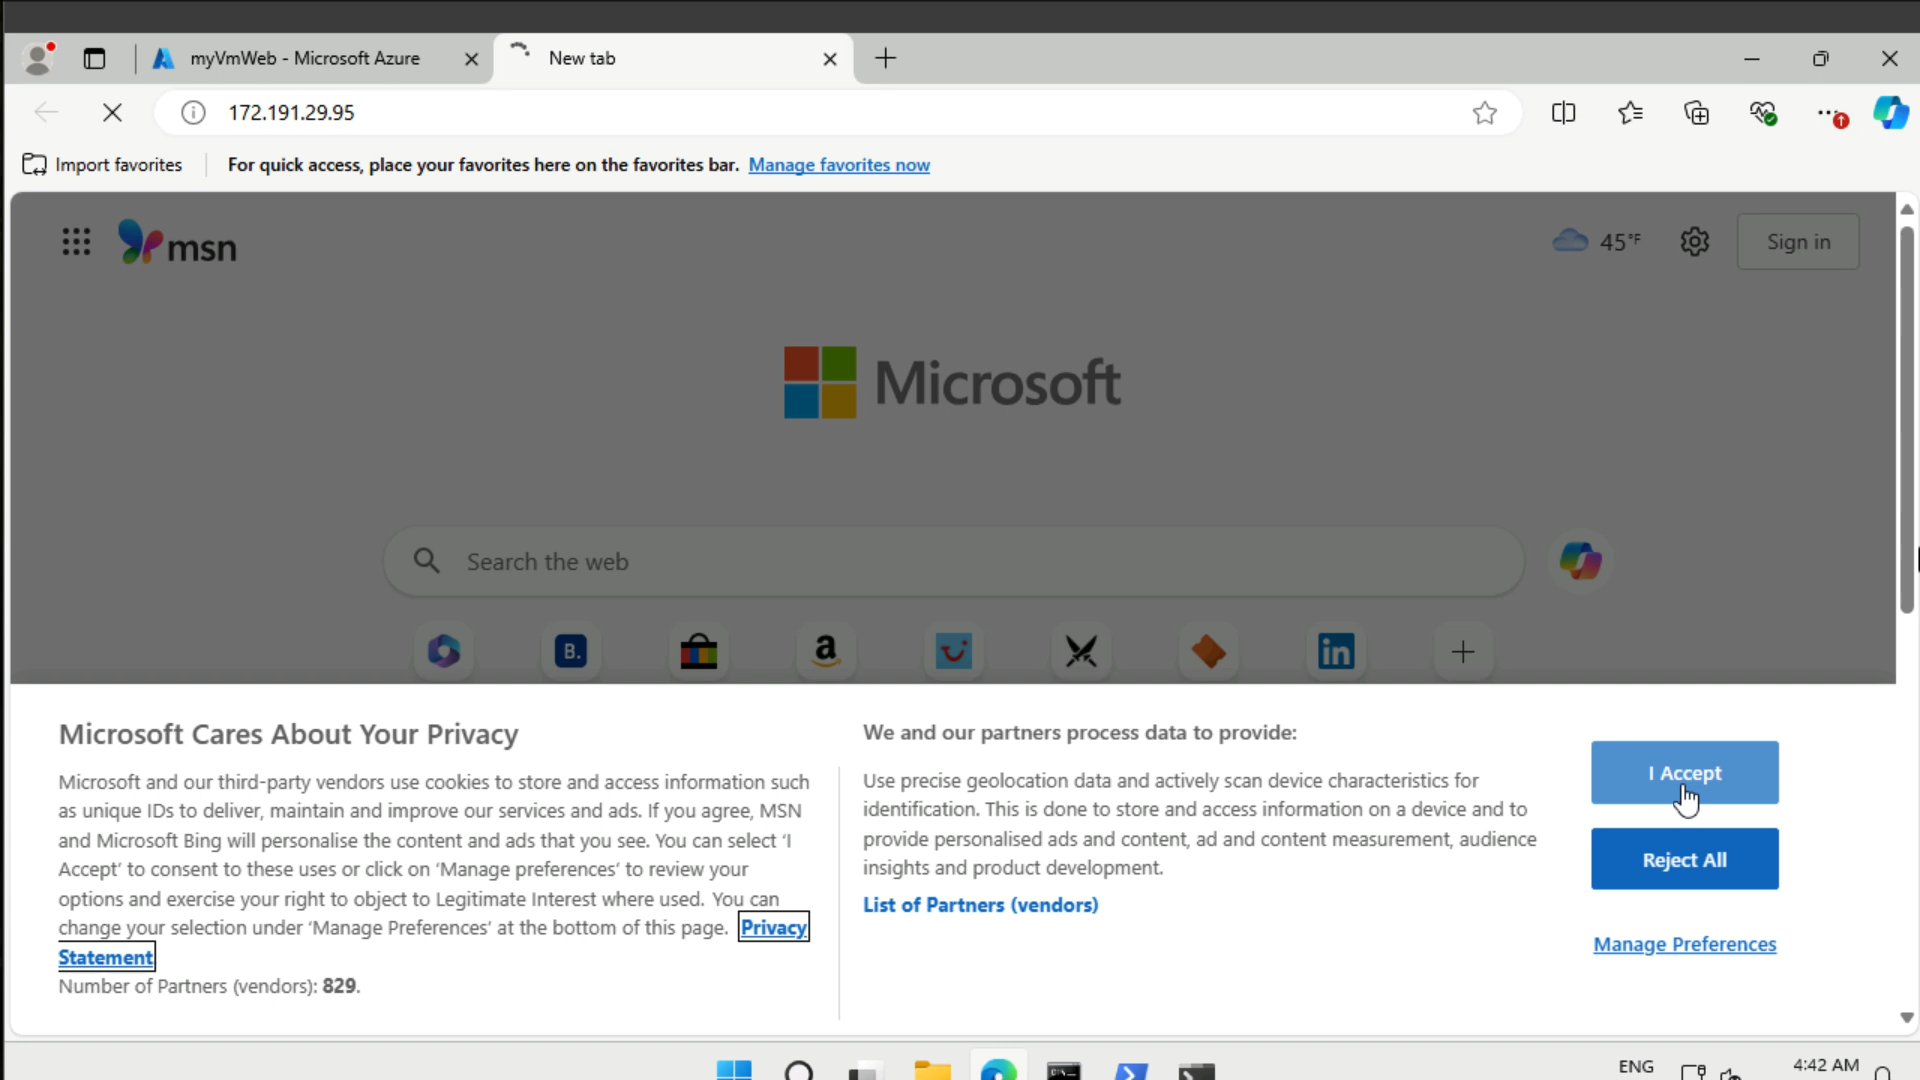 myVmWeb - Microsoft Azure
New tab
172.191.29.95
Import favorites
For quick access, place your favorites here on the favorites bar. Manage favorites now
msn
45°F
Sign in
Microsoft
Search the web
B.
a
in
Microsoft Cares About Your Privacy
Microsoft and our third-party vendors use cookies to store and access information such
as unique IDs to deliver, maintain and improve our services and ads. If you agree, MSN
and Microsoft Bing will personalise the content and ads that you see. You can select ‘I
Accept’ to consent to these uses or click on ‘Manage preferences’ to review your
options and exercise your right to object to Legitimate Interest where used. You can
change your selection under ‘Manage Preferences’ at the bottom of this page. Privacy
Statement
Number of Partners (vendors): 829.
We and our partners process data to provide:
Use precise geolocation data and actively scan device characteristics for
identification. This is done to store and access information on a device and to
provide personalised ads and content, ad and content measurement, audience
insights and product development.
List of Partners (vendors)
I Accept
Reject All
Manage Preferences
ENG
4:42 AM